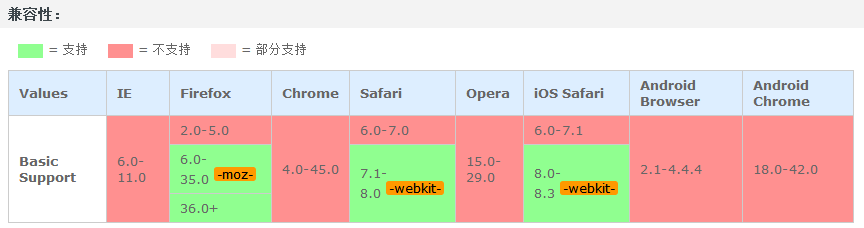 兼容性：
= 支持 = 不支持 = 部分支持
Values IE Firefox Chrome Safari Opera iOS Safari Android Browser Android Chrome
Basic Support
6.0-11.0
2.0-5.0
6.0-35.0 -moz-
36.0+
4.0-45.0
6.0-7.0
7.1-8.0 -webkit-
15.0-29.0
6.0-7.1
8.0-8.3 -webkit-
2.1-4.4.4
18.0-42.0